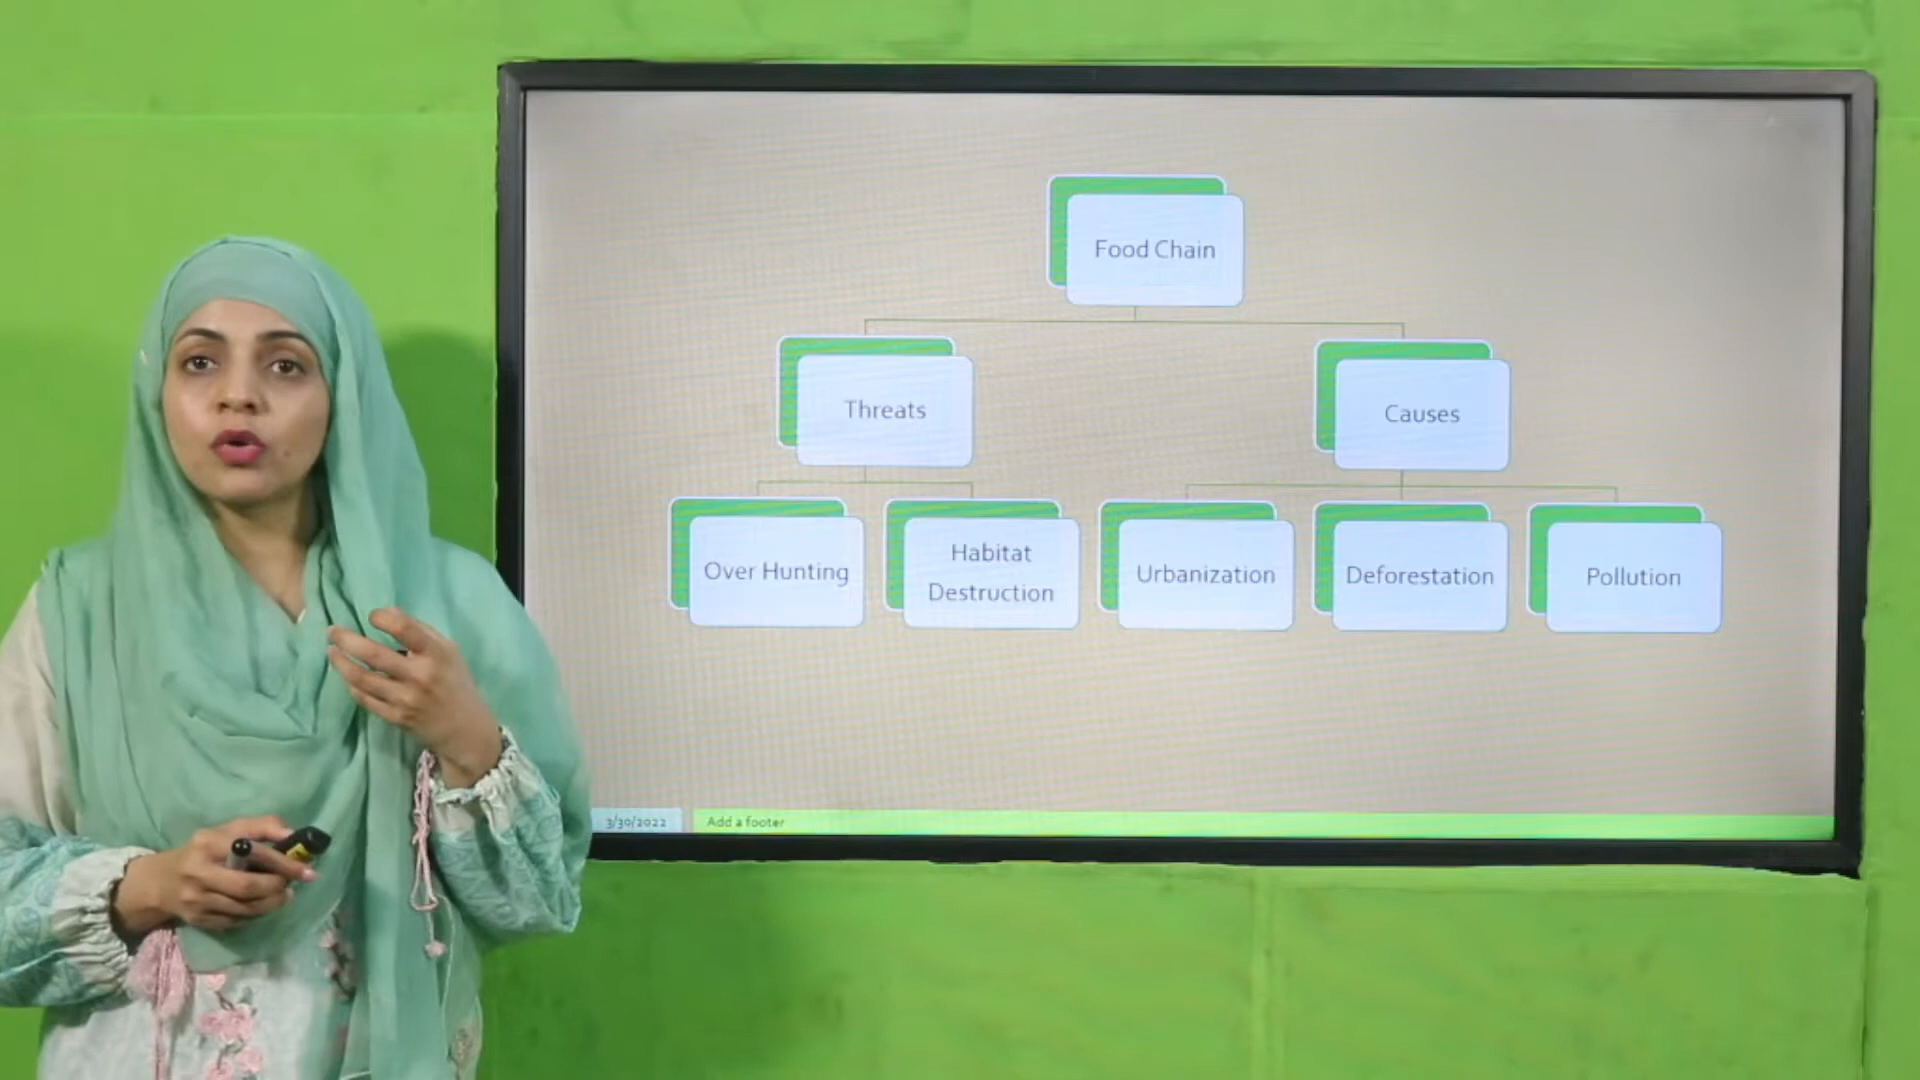 Food Chain
Threats
Causes
Over Hunting
Habitat
Destruction
Urbanization
Deforestation
Pollution
3/30/2022
Add a footer